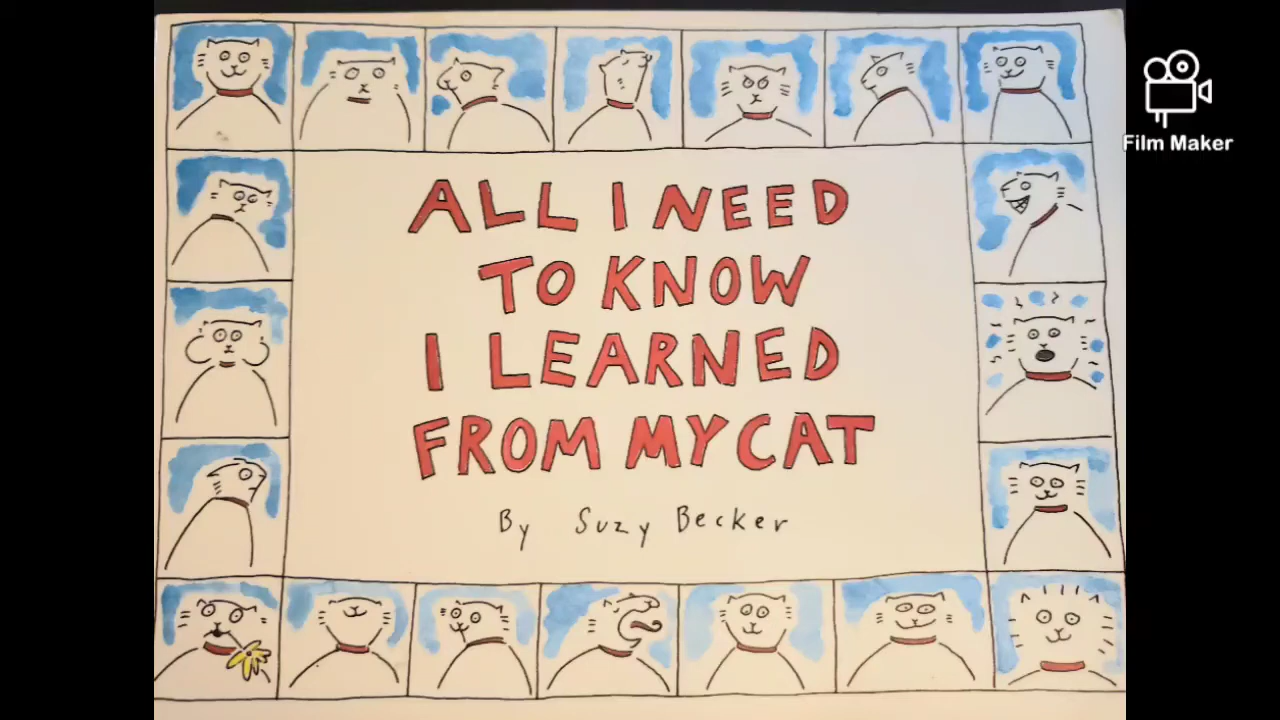 ALL I NEED
TO KNOW
I LEARNED
FROM MY CAT
By Suzy Becker
Film Maker